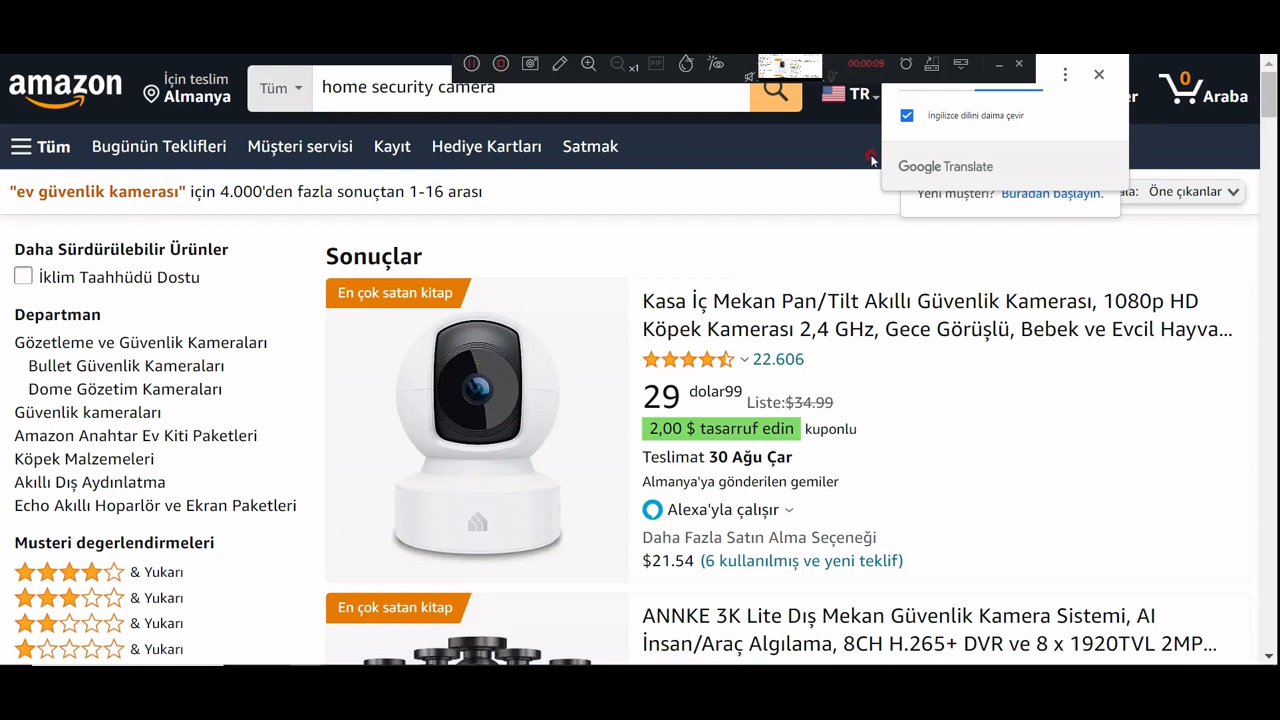 PIP
x1
00:00:09
amazon
İçin teslim
Almanya
Tüm
home security camera
TR
0
Araba
İngilizce dilini daima çevir
Google Translate
Yeni müşteri? Buradan başlayın.
Tüm
Bugünün Teklifleri
Müşteri servisi
Kayıt
Hediye Kartları
Satmak
"ev güvenlik kamerası" için 4.000'den fazla sonuçtan 1-16 arası
Öne çıkanlar
Daha Sürdürülebilir Ürünler
İklim Taahhüdü Dostu
Departman
Gözetleme ve Güvenlik Kameraları
Bullet Güvenlik Kameraları
Dome Gözetim Kameraları
Güvenlik kameraları
Amazon Anahtar Ev Kiti Paketleri
Köpek Malzemeleri
Akıllı Dış Aydınlatma
Echo Akıllı Hoparlör ve Ekran Paketleri
Musteri degerlendirmeleri
& Yukarı
& Yukarı
& Yukarı
& Yukarı
Sonuçlar
En çok satan kitap
Kasa İç Mekan Pan/Tilt Akıllı Güvenlik Kamerası, 1080p HD
Köpek Kamerası 2,4 GHz, Gece Görüşlü, Bebek ve Evcil Hayva...
22.606
29 dolar99 Liste:$34.99
2,00 $ tasarruf edin kuponlu
Teslimat 30 Ağu Çar
Almanya'ya gönderilen gemiler
Alexa'yla çalışır
Daha Fazla Satın Alma Seçeneği
$21.54 (6 kullanılmış ve yeni teklif)
En çok satan kitap
ANNKE 3K Lite Dış Mekan Güvenlik Kamera Sistemi, AI
İnsan/Araç Algılama, 8CH H.265+ DVR ve 8 x 1920TVL 2MP...